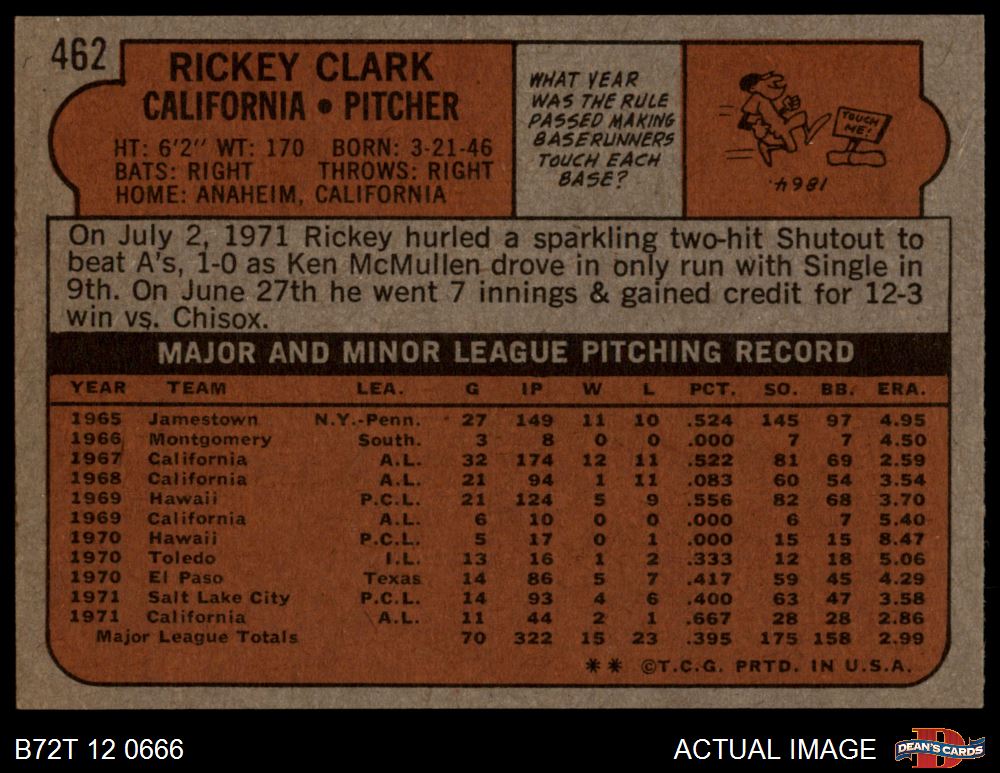 462
RICKEY CLARK
CALIFORNIA • PITCHER
HT: 6'2" WT: 170 BORN: 3-21-46
BATS: RIGHT THROWS: RIGHT
HOME: ANAHEIM, CALIFORNIA
WHAT YEAR
WAS THE RULE
PASSED MAKING
BASERUNNERS
TOUCH EACH
BASE?
TOUCH
ME!
1864.
On July 2, 1971 Rickey hurled a sparkling two-hit Shutout to
beat A's, 1-0 as Ken McMullen drove in only run with Single in
9th. On June 27th he went 7 innings & gained credit for 12-3
win vs. Chisox.
MAJOR AND MINOR LEAGUE PITCHING RECORD
YEAR TEAM LEA. G IP W L PCT. SO. BB. ERA.
1965 Jamestown N.Y.-Penn. 27 149 11 10 .524 145 97 4.95
1966 Montgomery South. 3 8 0 0 .000 7 7 4.50
1967 California A.L. 32 174 12 11 .522 81 69 2.59
1968 California A.L. 21 94 1 11 .083 60 54 3.54
1969 Hawaii P.C.L. 21 124 5 9 .556 82 68 3.70
1969 California A.L. 6 10 0 0 .000 6 7 5.40
1970 Hawaii P.C.L. 5 17 0 1 .000 15 15 8.47
1970 Toledo I.L. 13 16 1 2 .333 12 18 5.06
1970 El Paso Texas 14 86 5 7 .417 59 45 4.29
1971 Salt Lake City P.C.L. 14 93 4 6 .400 63 47 3.58
1971 California A.L. 11 44 2 1 .667 28 28 2.86
Major League Totals 70 322 15 23 .395 175 158 2.99
** ©T.C.G. PRTD. IN U.S.A.
B72T 12 0666
ACTUAL IMAGE
D
DEAN'S CARDS